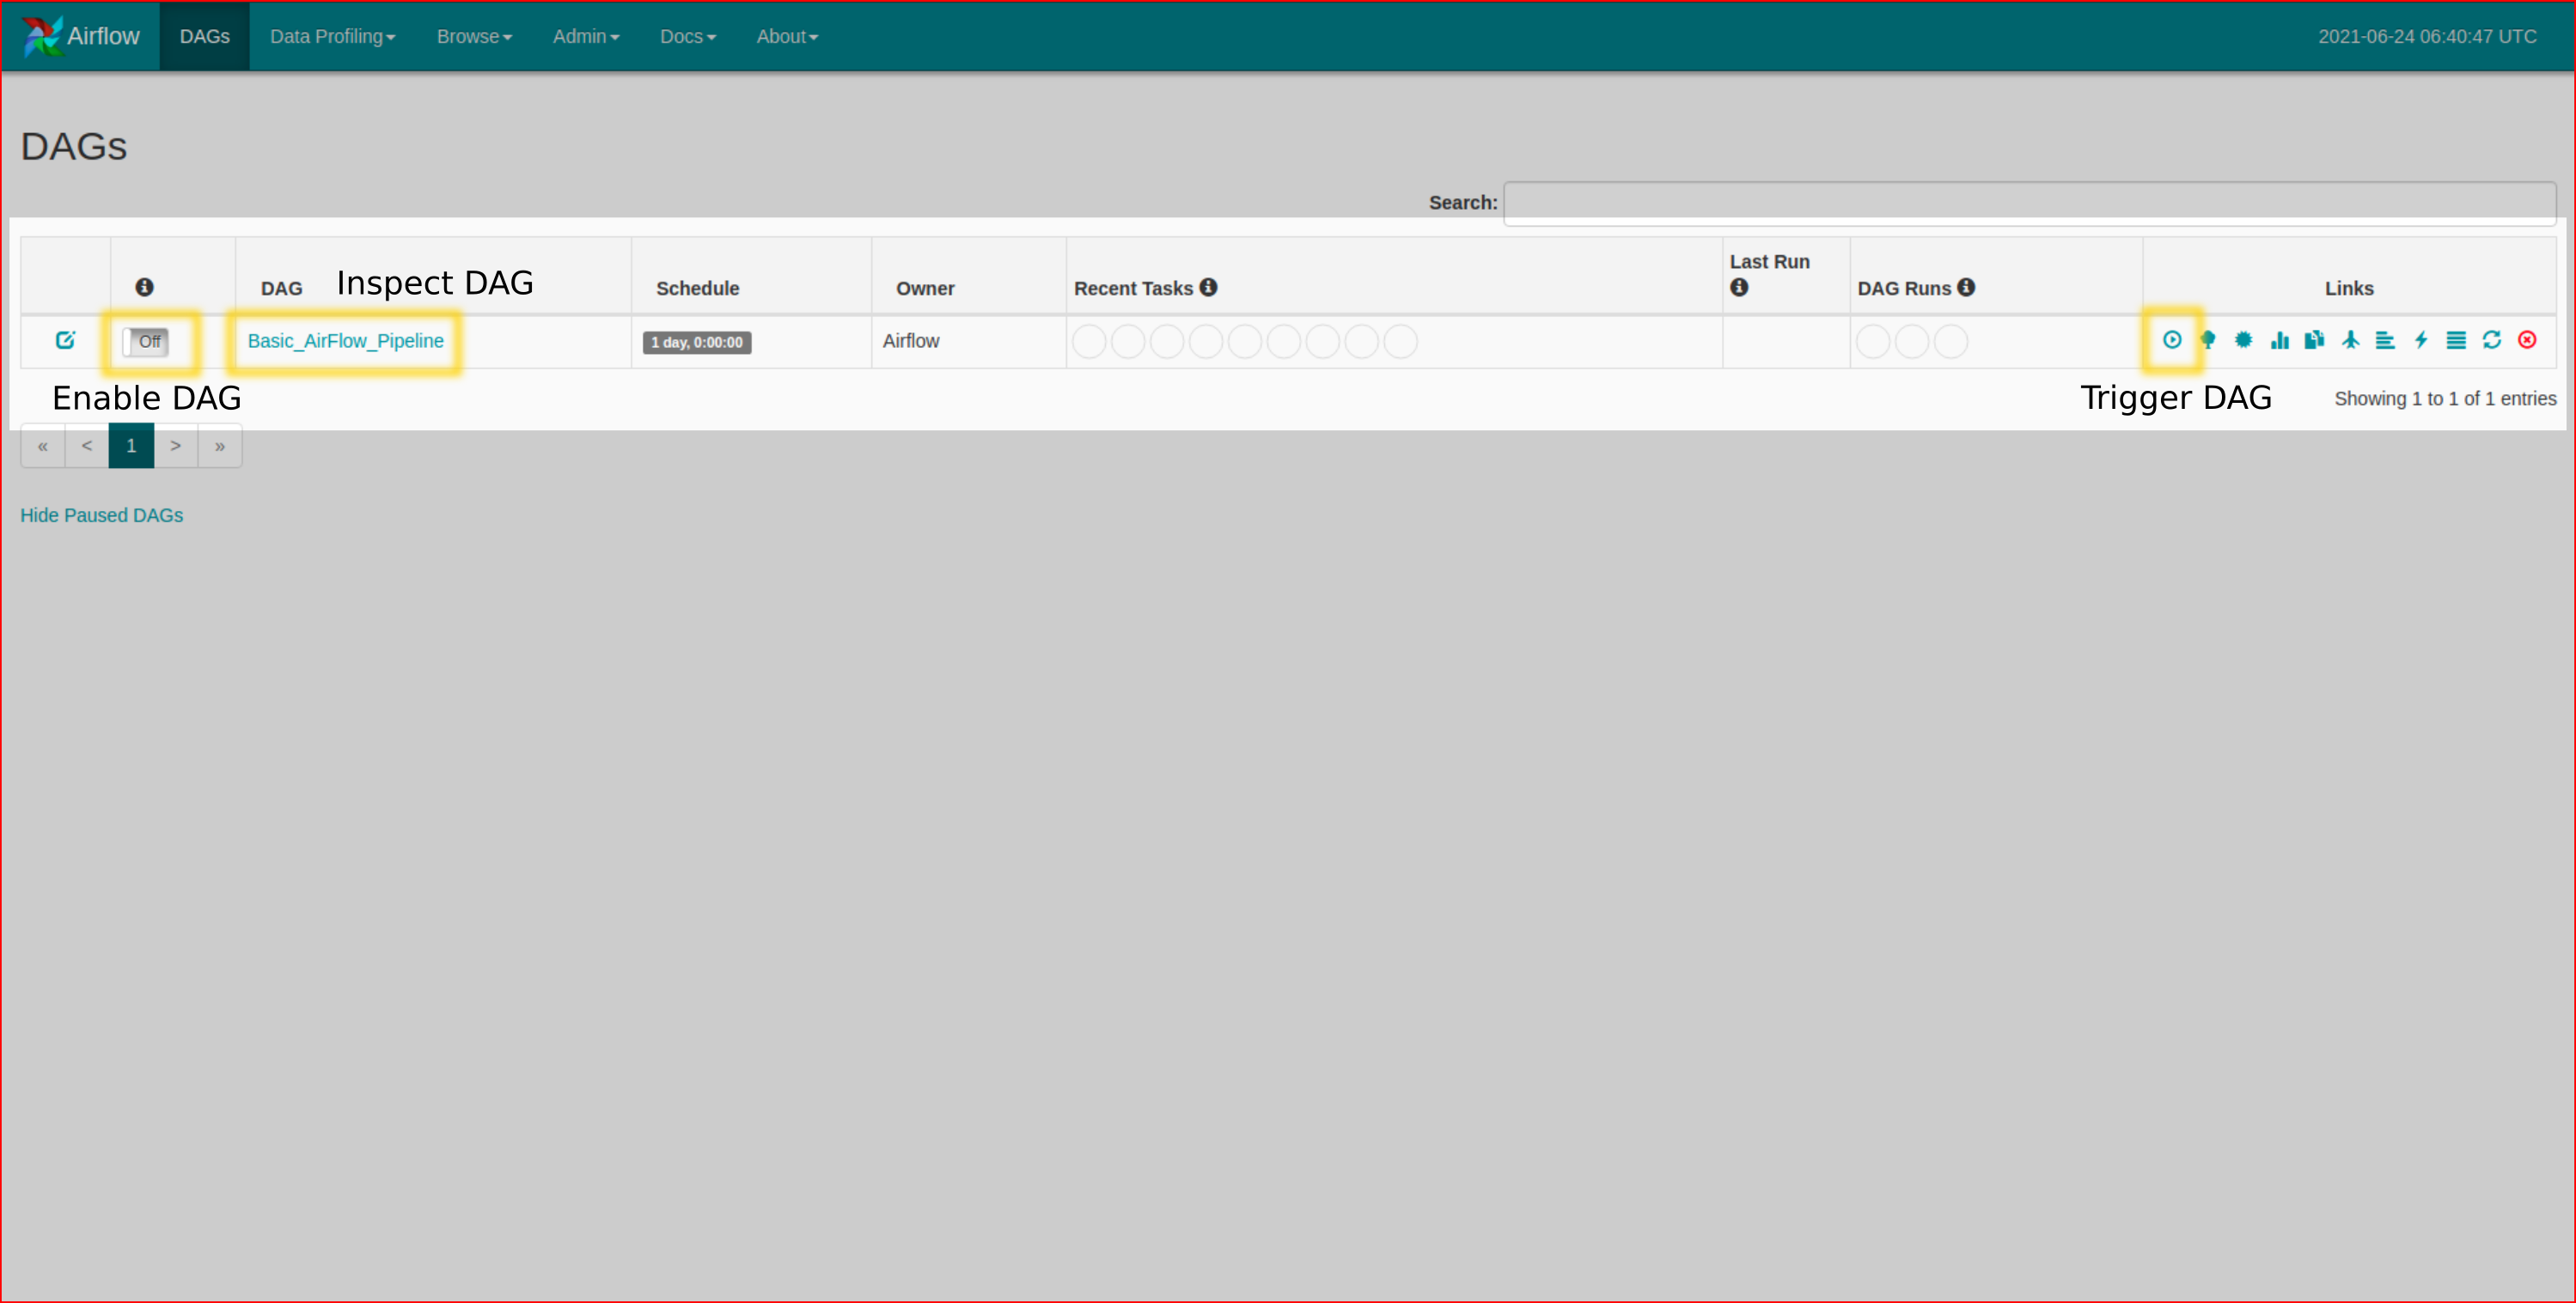 Airflow DAGs Data Profiling Browse Admin Docs About 2021-06-24 06:40:47 UTC
DAGs
Search:
DAG Inspect DAG Schedule Owner Recent Tasks Last Run DAG Runs Links
Off Basic_AirFlow_Pipeline 1 day, 0:00:00 Airflow
Enable DAG Trigger DAG Showing 1 to 1 of 1 entries
« < 1 > »
Hide Paused DAGs